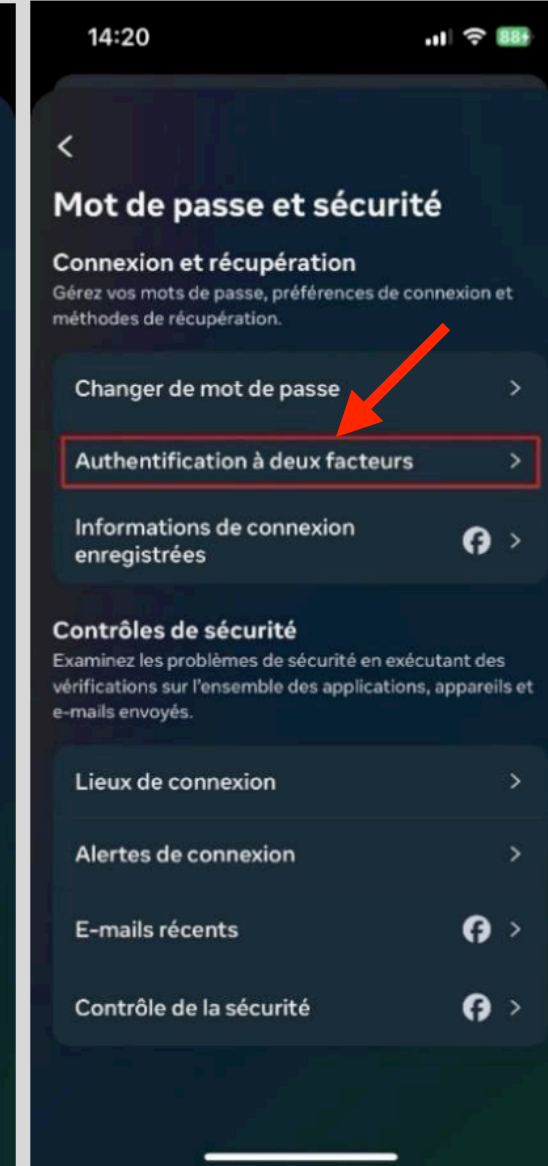 14:20
88
Mot de passe et sécurité
Connexion et récupération
Gérez vos mots de passe, préférences de connexion et
méthodes de récupération.
Changer de mot de passe
Authentification à deux facteurs
Informations de connexion
enregistrées
Contrôles de sécurité
Examinez les problèmes de sécurité en exécutant des
vérifications sur l'ensemble des applications, appareils et
e-mails envoyés.
Lieux de connexion
Alertes de connexion
E-mails récents
Contrôle de la sécurité